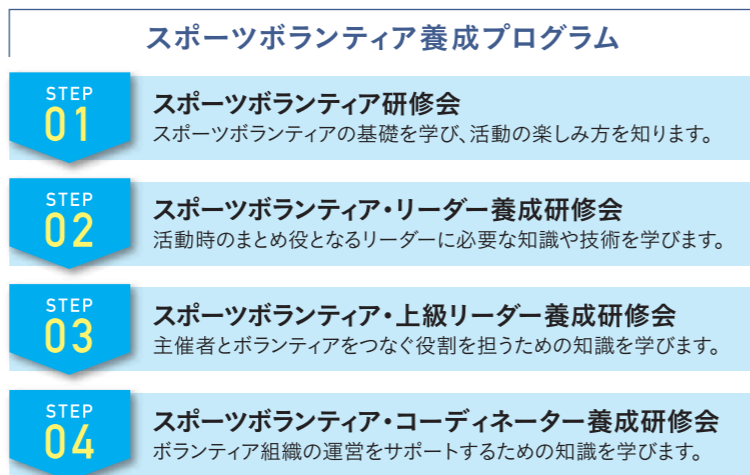 スポーツボランティア養成プログラム
STEP
01
スポーツボランティア研修会
スポーツボランティアの基礎を学び、活動の楽しみ方を知ります。
STEP
02
スポーツボランティア・リーダー養成研修会
活動時のまとめ役となるリーダーに必要な知識や技術を学びます。
STEP
03
スポーツボランティア・上級リーダー養成研修会
主催者とボランティアをつなぐ役割を担うための知識を学びます。
STEP
04
スポーツボランティア・コーディネーター養成研修会
ボランティア組織の運営をサポートするための知識を学びます。